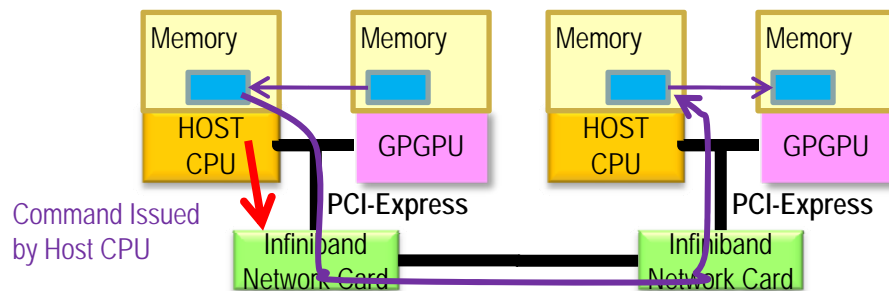 Memory
Memory
Memory
Memory
HOST
CPU
GPGPU
HOST
CPU
GPGPU
PCI-Express
PCI-Express
Command Issued
by Host CPU
Infiniband
Network Card
Infiniband
Network Card